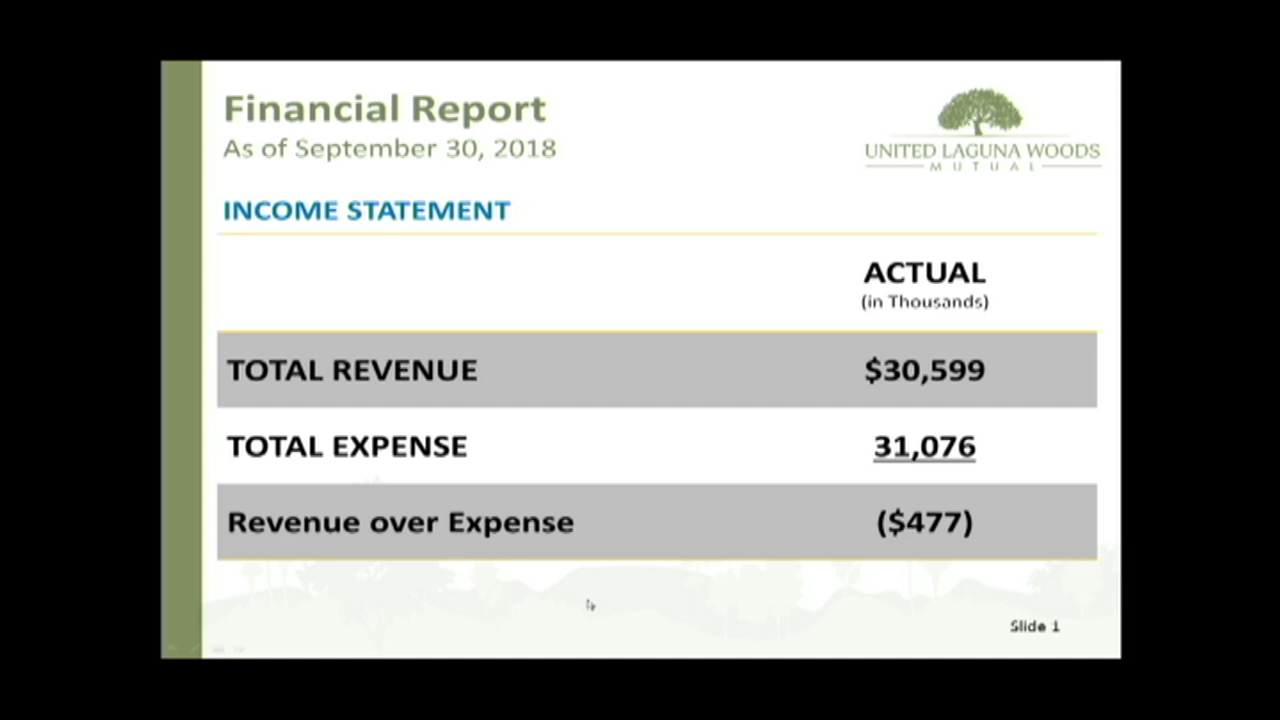 Financial Report
As of September 30, 2018
UNITED LAGUNA WOODS
MUTUAL
INCOME STATEMENT
ACTUAL
(in Thousands)
TOTAL REVENUE $30,599
TOTAL EXPENSE 31,076
Revenue over Expense ($477)
Slide 1